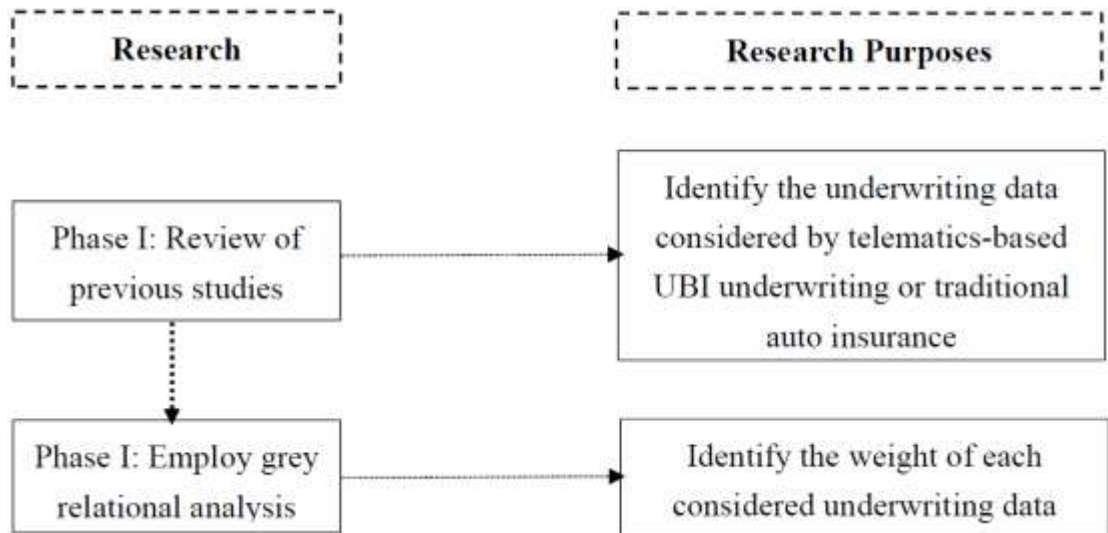 Research
Research Purposes
Phase I: Review of
previous studies
Identify the underwriting data
considered by telematics-based
UBI underwriting or traditional
auto insurance
Phase I: Employ grey
relational analysis
Identify the weight of each
considered underwriting data